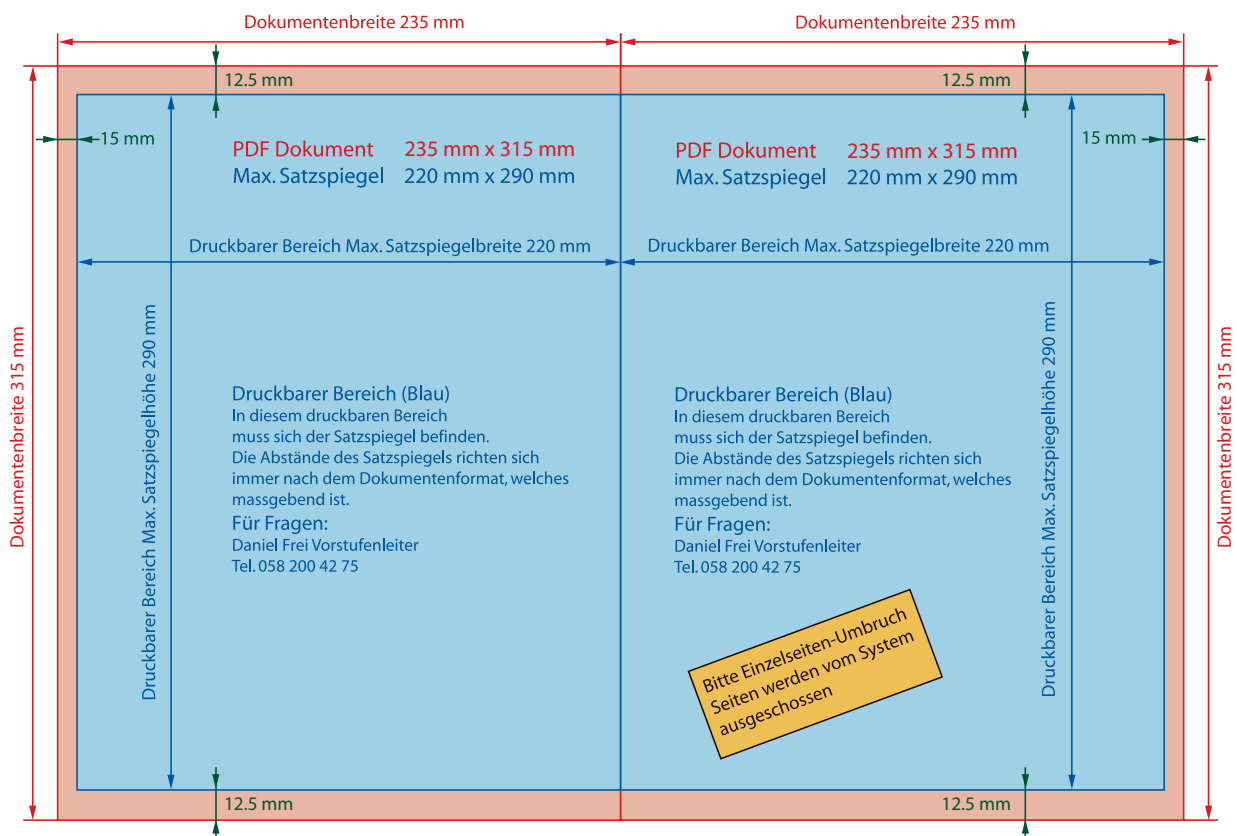 Dokumentenbreite 235 mm
Dokumentenbreite 235 mm
12.5 mm
12.5 mm
15 mm
15 mm
PDF Dokument 235 mm x 315 mm
Max. Satzspiegel 220 mm x 290 mm
PDF Dokument 235 mm x 315 mm
Max. Satzspiegel 220 mm x 290 mm
Druckbarer Bereich Max. Satzspiegelbreite 220 mm
Druckbarer Bereich Max. Satzspiegelbreite 220 mm
Dokumentenbreite 315 mm
Druckbarer Bereich Max. Satzspiegelhöhe 290 mm
Druckbarer Bereich (Blau)
In diesem druckbaren Bereich
muss sich der Satzspiegel befinden.
Die Abstände des Satzspiegels richten sich
immer nach dem Dokumentenformat, welches
massgebend ist.
Für Fragen:
Daniel Frei Vorstufenleiter
Tel. 058 200 42 75
Druckbarer Bereich (Blau)
In diesem druckbaren Bereich
muss sich der Satzspiegel befinden.
Die Abstände des Satzspiegels richten sich
immer nach dem Dokumentenformat, welches
massgebend ist.
Für Fragen:
Daniel Frei Vorstufenleiter
Tel. 058 200 42 75
Druckbarer Bereich Max. Satzspiegelhöhe 290 mm
Dokumentenbreite 315 mm
Bitte Einzelseiten-Umbruch
Seiten werden vom System
ausgeschossen
12.5 mm
12.5 mm